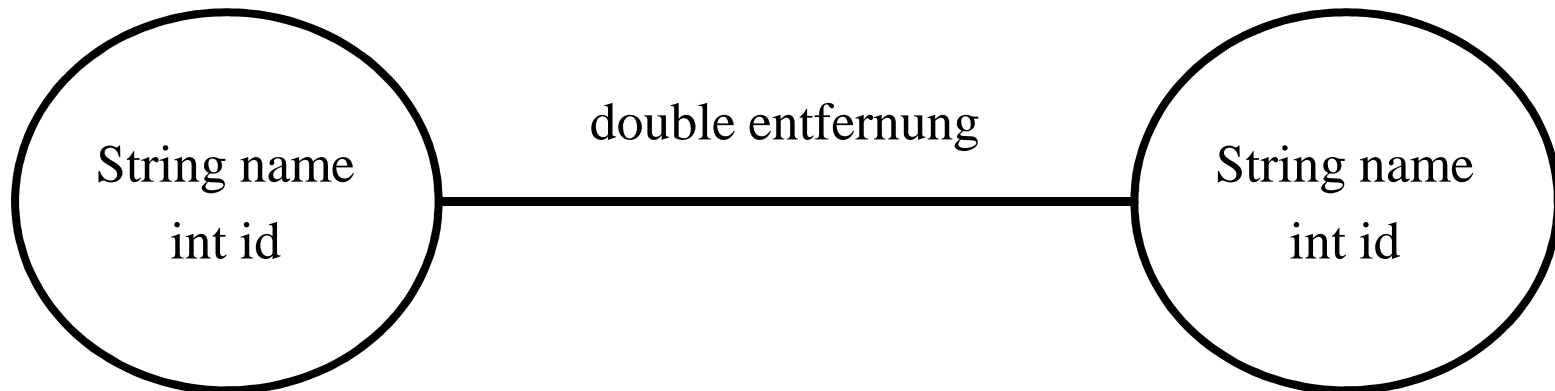 String name
int id
double entfernung
String name
int id